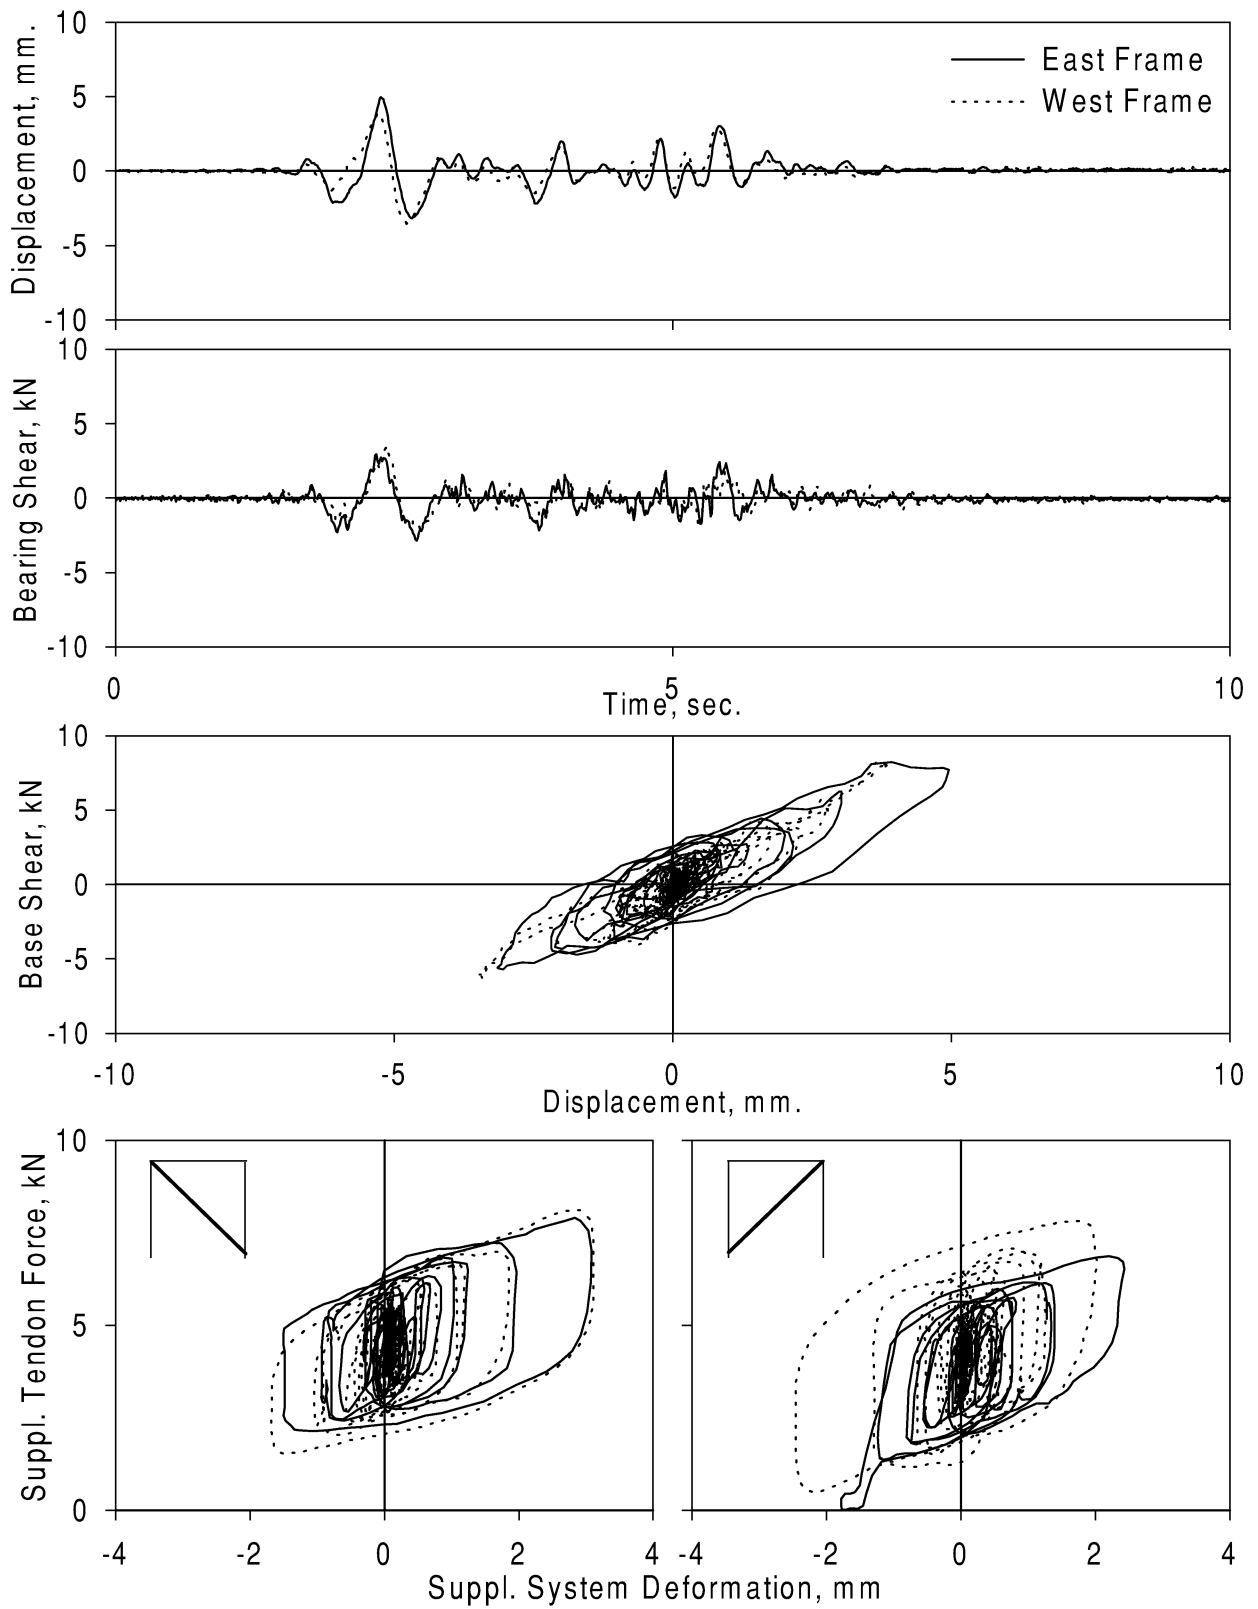 10
5
0
-5
-10
Displacement, mm.
East Frame
West Frame
10
5
0
-5
-10
Bearing Shear, kN
0 5 10
Time, sec.
10
5
0
-5
-10
Base Shear, kN
-10 -5 0 5 10
Displacement, mm.
10
5
0
Suppl. Tendon Force, kN
-4 -2 0 2 4 -4 -2 0 2 4
Suppl. System Deformation, mm